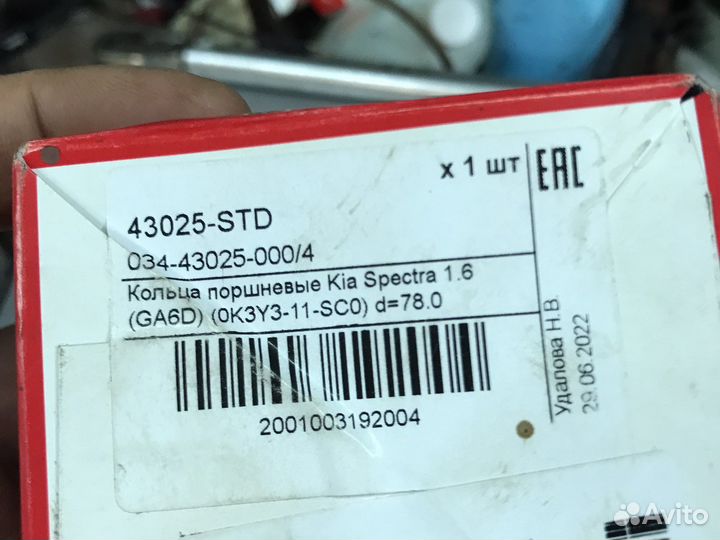 x 1 шт
EAC
43025-STD
034-43025-000/4
Кольца поршневые Kia Spectra 1.6
(GA6D) (0K3Y3-11-SC0) d=78.0
2001003192004
Удалова Н.В.
29.06.2022
Avito